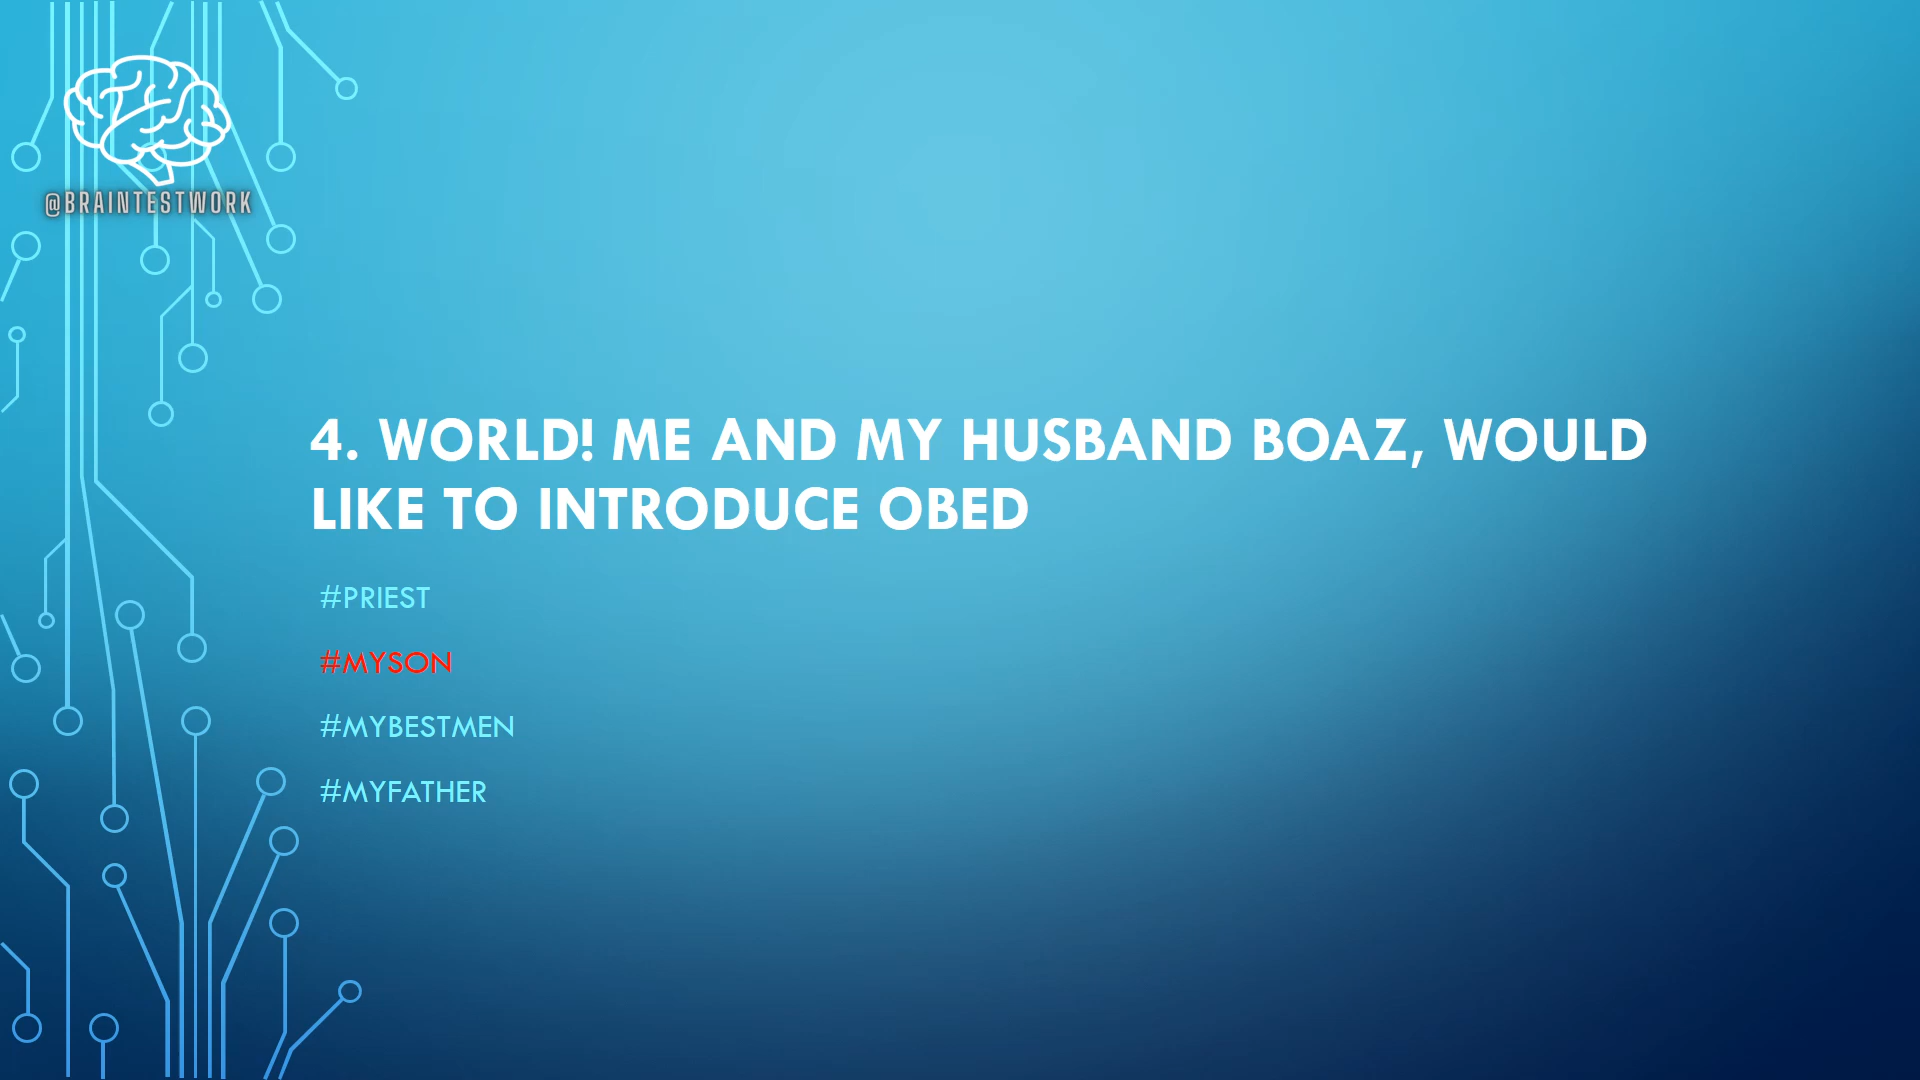 @BRAINTESTWORK
4. WORLD! ME AND MY HUSBAND BOAZ, WOULD
LIKE TO INTRODUCE OBED
#PRIEST
#MYSON
#MYBESTMEN
#MYFATHER